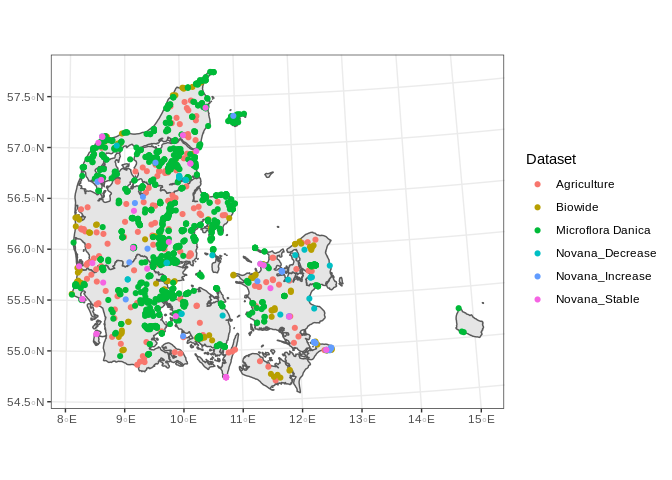 57.5°N
57.0°N
56.5°N
56.0°N
55.5°N
55.0°N
54.5°N
8°E 9°E 10°E 11°E 12°E 13°E 14°E 15°E
Dataset
Agriculture
Biowide
Microflora Danica
Novana_Decrease
Novana_Increase
Novana_Stable